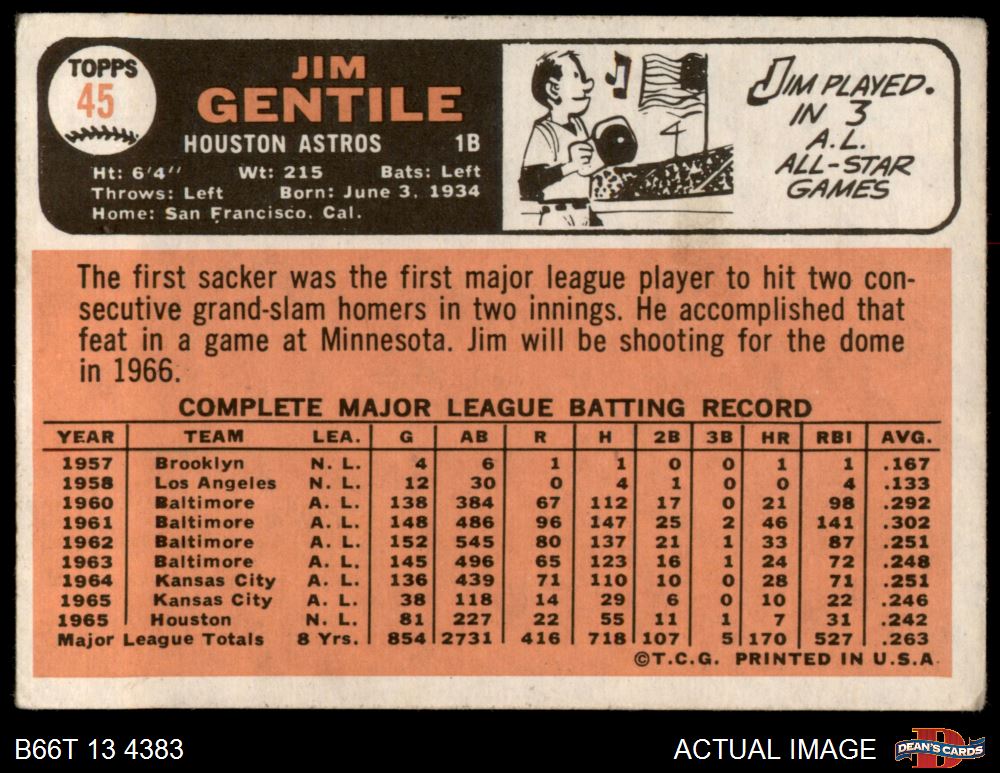 TOPPS
45
JIM
GENTILE
HOUSTON ASTROS 1B
Ht: 6'4" Wt: 215 Bats: Left
Throws: Left Born: June 3, 1934
Home: San Francisco, Cal.
4
JIM PLAYED.
IN 3
A.L.
ALL-STAR
GAMES
The first sacker was the first major league player to hit two con-
secutive grand-slam homers in two innings. He accomplished that
feat in a game at Minnesota. Jim will be shooting for the dome
in 1966.
COMPLETE MAJOR LEAGUE BATTING RECORD
YEAR TEAM LEA. G AB R H 2B 3B HR RBI AVG.
1957 Brooklyn N. L. 4 6 1 1 0 0 1 1 .167
1958 Los Angeles N. L. 12 30 0 4 1 0 0 4 .133
1960 Baltimore A. L. 138 384 67 112 17 0 21 98 .292
1961 Baltimore A. L. 148 486 96 147 25 2 46 141 .302
1962 Baltimore A. L. 152 545 80 137 21 1 33 87 .251
1963 Baltimore A. L. 145 496 65 123 16 1 24 72 .248
1964 Kansas City A. L. 136 439 71 110 10 0 28 71 .251
1965 Kansas City A. L. 38 118 14 29 6 0 10 22 .246
1965 Houston N. L. 81 227 22 55 11 1 7 31 .242
Major League Totals 8 Yrs. 854 2731 416 718 107 5 170 527 .263
©T.C.G. PRINTED IN U.S.A.
B66T 13 4383 ACTUAL IMAGE
D
DEAN'S CARDS